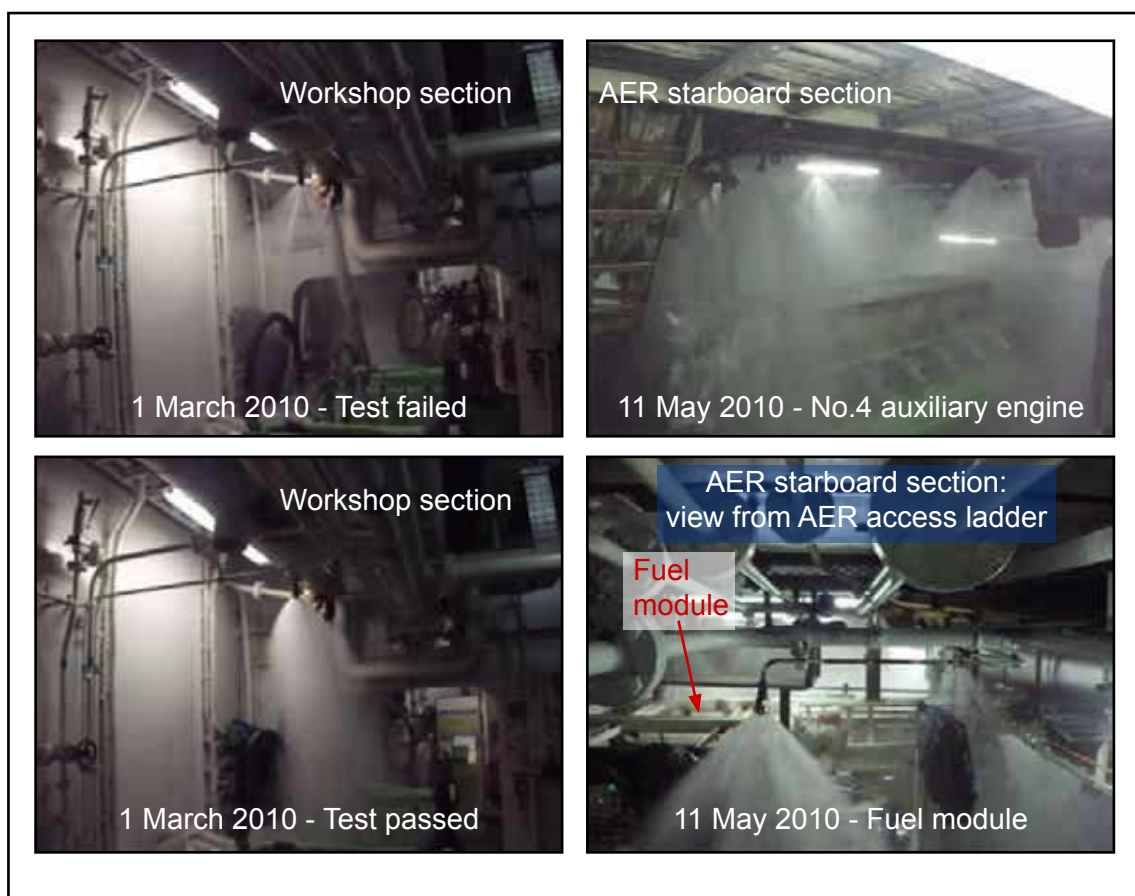 Workshop section
1 March 2010 - Test failed
AER starboard section
11 May 2010 - No.4 auxiliary engine
Workshop section
1 March 2010 - Test passed
AER starboard section:
view from AER access ladder
Fuel
module
11 May 2010 - Fuel module